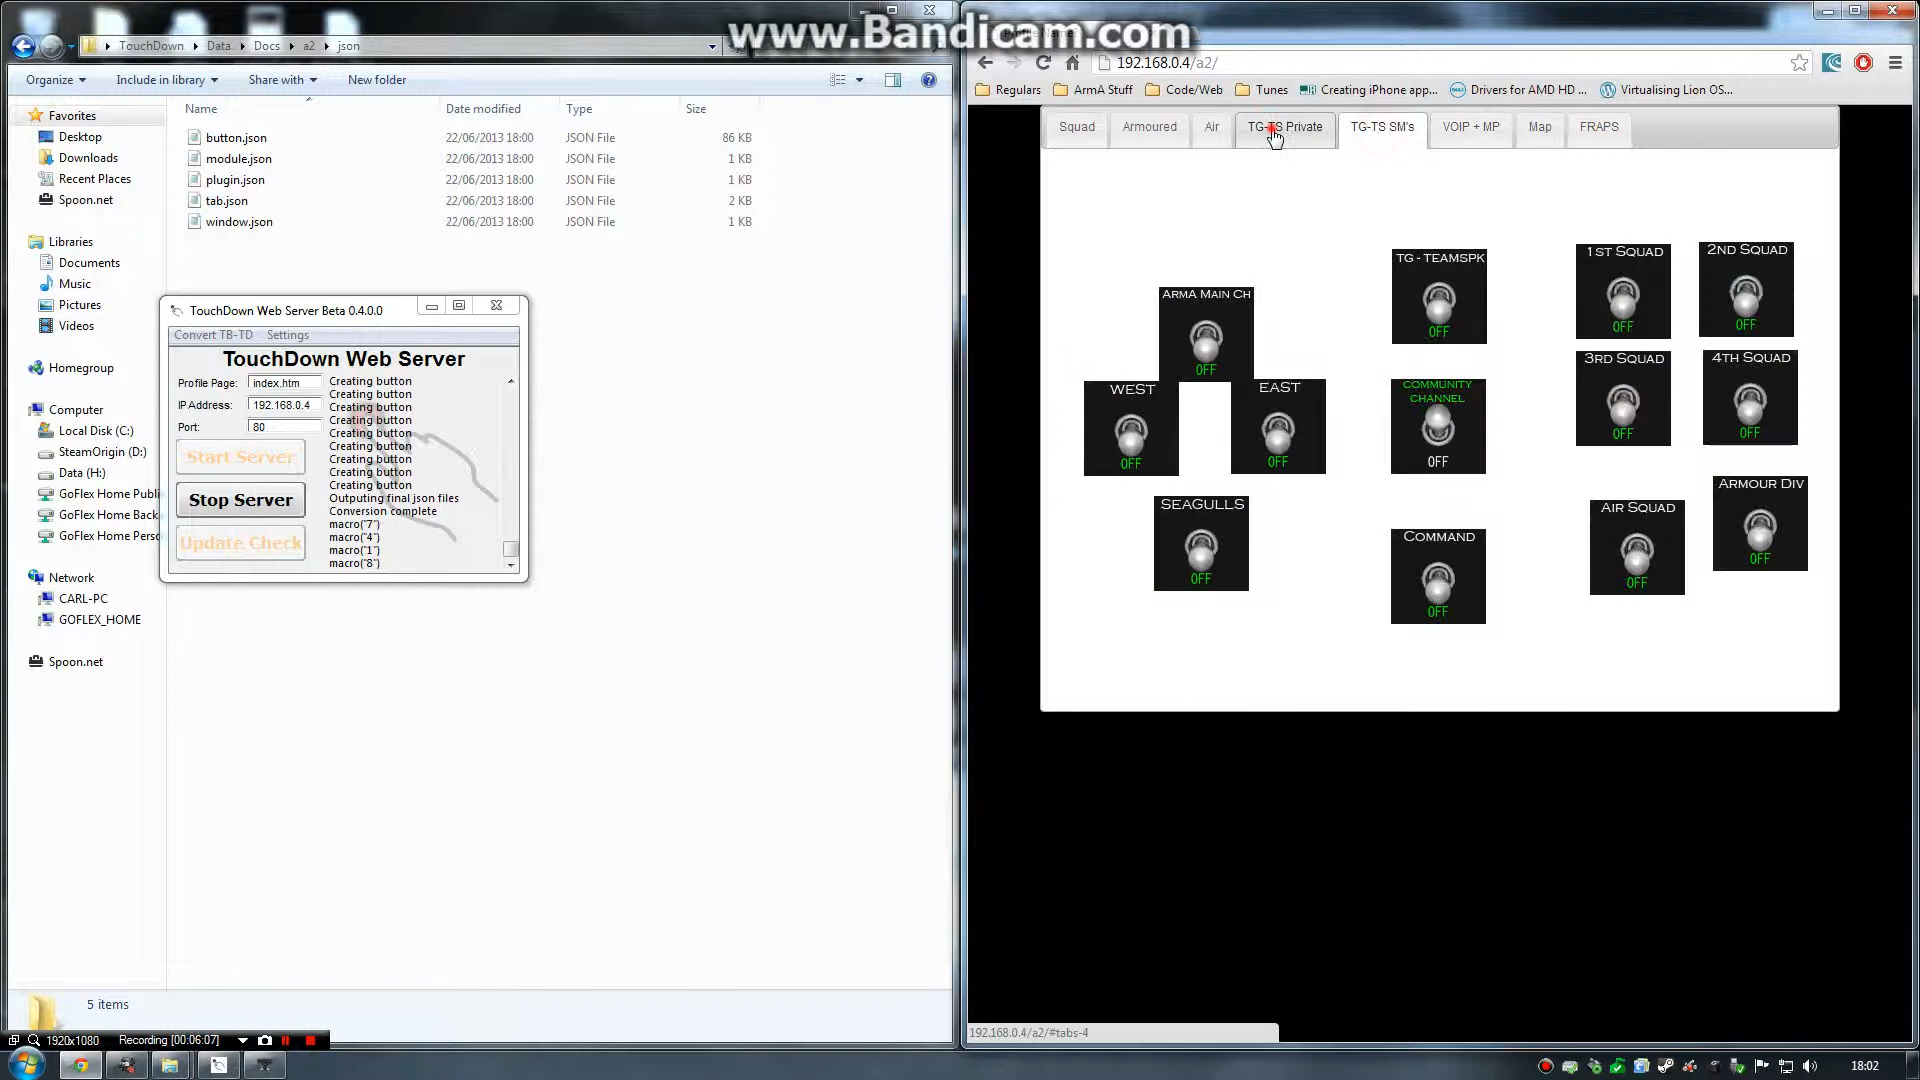 www.Bandicam.com
TouchDown
Data
Docs
a2
json
Organize
Include in library
Share with
New folder
Name
Date modified
Type
Size
Favorites
Desktop
Downloads
Recent Places
Spoon.net
Libraries
Documents
Music
Pictures
Videos
Homegroup
Computer
Local Disk (C:)
SteamOrigin (D:)
Data (H:)
GoFlex Home Publi
GoFlex Home Back
GoFlex Home Perso
Network
CARL-PC
GOFLEX_HOME
Spoon.net
button.json 22/06/2013 18:00 JSON File 86 KB
module.json 22/06/2013 18:00 JSON File 1 KB
plugin.json 22/06/2013 18:00 JSON File 1 KB
tab.json 22/06/2013 18:00 JSON File 2 KB
window.json 22/06/2013 18:00 JSON File 1 KB
TouchDown Web Server Beta 0.4.0.0
Convert TB-TD Settings
TouchDown Web Server
Profile Page: index.htm
IP Address: 192.168.0.4
Port: 80
Start Server
Stop Server
Update Check
Creating button
Creating button
Creating button
Creating button
Creating button
Creating button
Creating button
Creating button
Creating button
Outputing final json files
Conversion complete
macro("7")
macro("4")
macro("1")
macro("8")
5 items
1920x1080 Recording [00:06:07]
192.168.0.4/a2/
Regulars
ArmA Stuff
Code/Web
Tunes
Creating iPhone app...
Drivers for AMD HD ...
Virtualising Lion OS...
Squad
Armoured
Air
TG-TS Private
TG-TS SM's
VOIP + MP
Map
FRAPS
ArmA Main Ch
OFF
WEST
OFF
EAST
OFF
SEAGULLS
OFF
TG - TEAMSPK
OFF
COMMUNITY
CHANNEL
OFF
COMMAND
OFF
1ST SQUAD
OFF
2ND SQUAD
OFF
3RD SQUAD
OFF
4TH SQUAD
OFF
AIR SQUAD
OFF
ARMOUR DIV
OFF
192.168.0.4/a2/#tabs-4
18:02